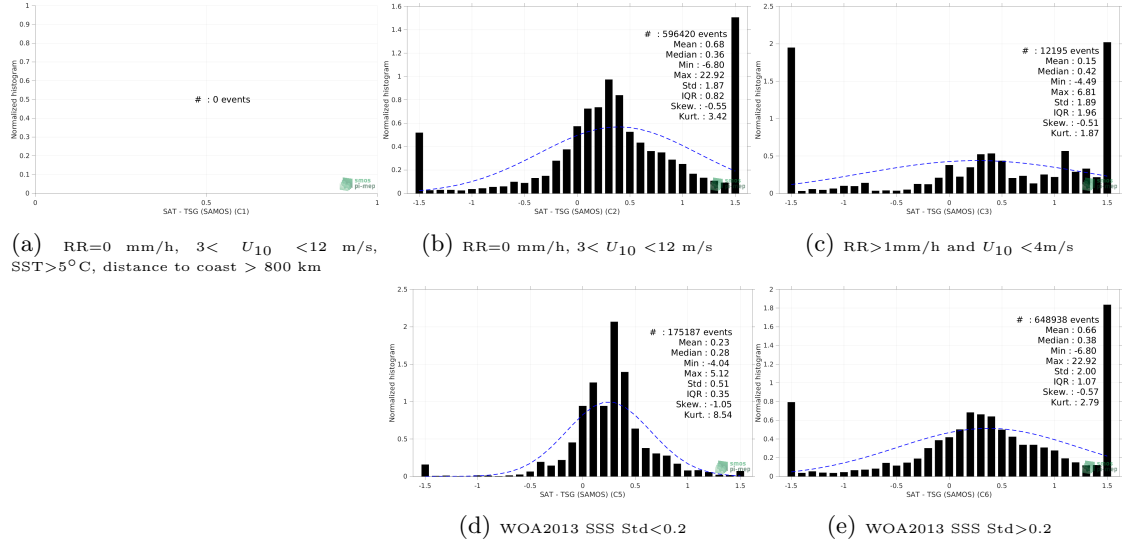 Normalized histogram
1
0.9
0.8
0.7
0.6
0.5
0.4
0.3
0.2
0.1
0
# : 0 events
smos
pi-mep
0 0.5 1
SAT - TSG (SAMOS) (C1)
(a) RR=0 mm/h, 3< U10 <12 m/s,
SST>5°C, distance to coast > 800 km
Normalized histogram
1.6
1.4
1.2
1
0.8
0.6
0.4
0.2
0
# : 596420 events
Mean : 0.68
Median : 0.36
Min : -6.80
Max : 22.92
Std : 1.87
IQR : 0.82
Skew. : -0.55
Kurt. : 3.42
smos
pi-mep
-1.5 -1 -0.5 0 0.5 1 1.5
SAT - TSG (SAMOS) (C2)
(b) RR=0 mm/h, 3< U10 <12 m/s
Normalized histogram
2.5
2
1.5
1
0.5
0
# : 12195 events
Mean : 0.15
Median : 0.42
Min : -4.49
Max : 6.81
Std : 1.89
IQR : 1.96
Skew. : -0.51
Kurt. : 1.87
smos
pi-mep
-1.5 -1 -0.5 0 0.5 1 1.5
SAT - TSG (SAMOS) (C3)
(c) RR>1mm/h and U10 <4m/s
Normalized histogram
2.5
2
1.5
1
0.5
0
# : 175187 events
Mean : 0.23
Median : 0.28
Min : -4.04
Max : 5.12
Std : 0.51
IQR : 0.35
Skew. : -1.05
Kurt. : 8.54
smos
pi-mep
-1.5 -1 -0.5 0 0.5 1 1.5
SAT - TSG (SAMOS) (C5)
(d) WOA2013 SSS Std<0.2
Normalized histogram
2
1.8
1.6
1.4
1.2
1
0.8
0.6
0.4
0.2
0
# : 648938 events
Mean : 0.66
Median : 0.38
Min : -6.80
Max : 22.92
Std : 2.00
IQR : 1.07
Skew. : -0.57
Kurt. : 2.79
smos
pi-mep
-1.5 -1 -0.5 0 0.5 1 1.5
SAT - TSG (SAMOS) (C6)
(e) WOA2013 SSS Std>0.2